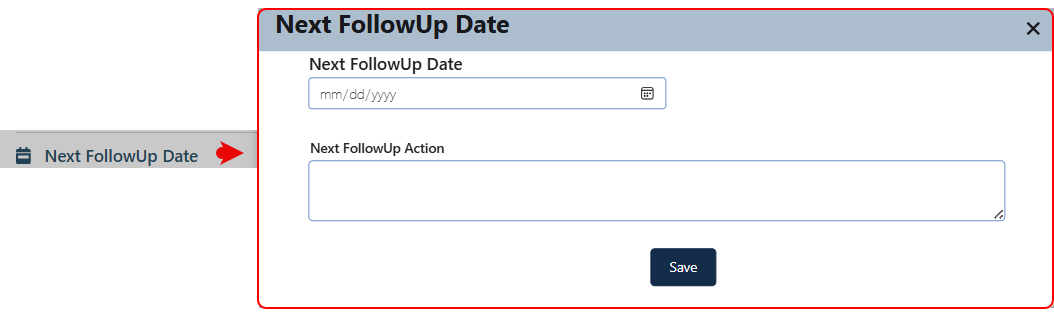 Next FollowUp Date
Next FollowUp Date
Next FollowUp Date
mm/dd/yyyy
Next FollowUp Action
Save